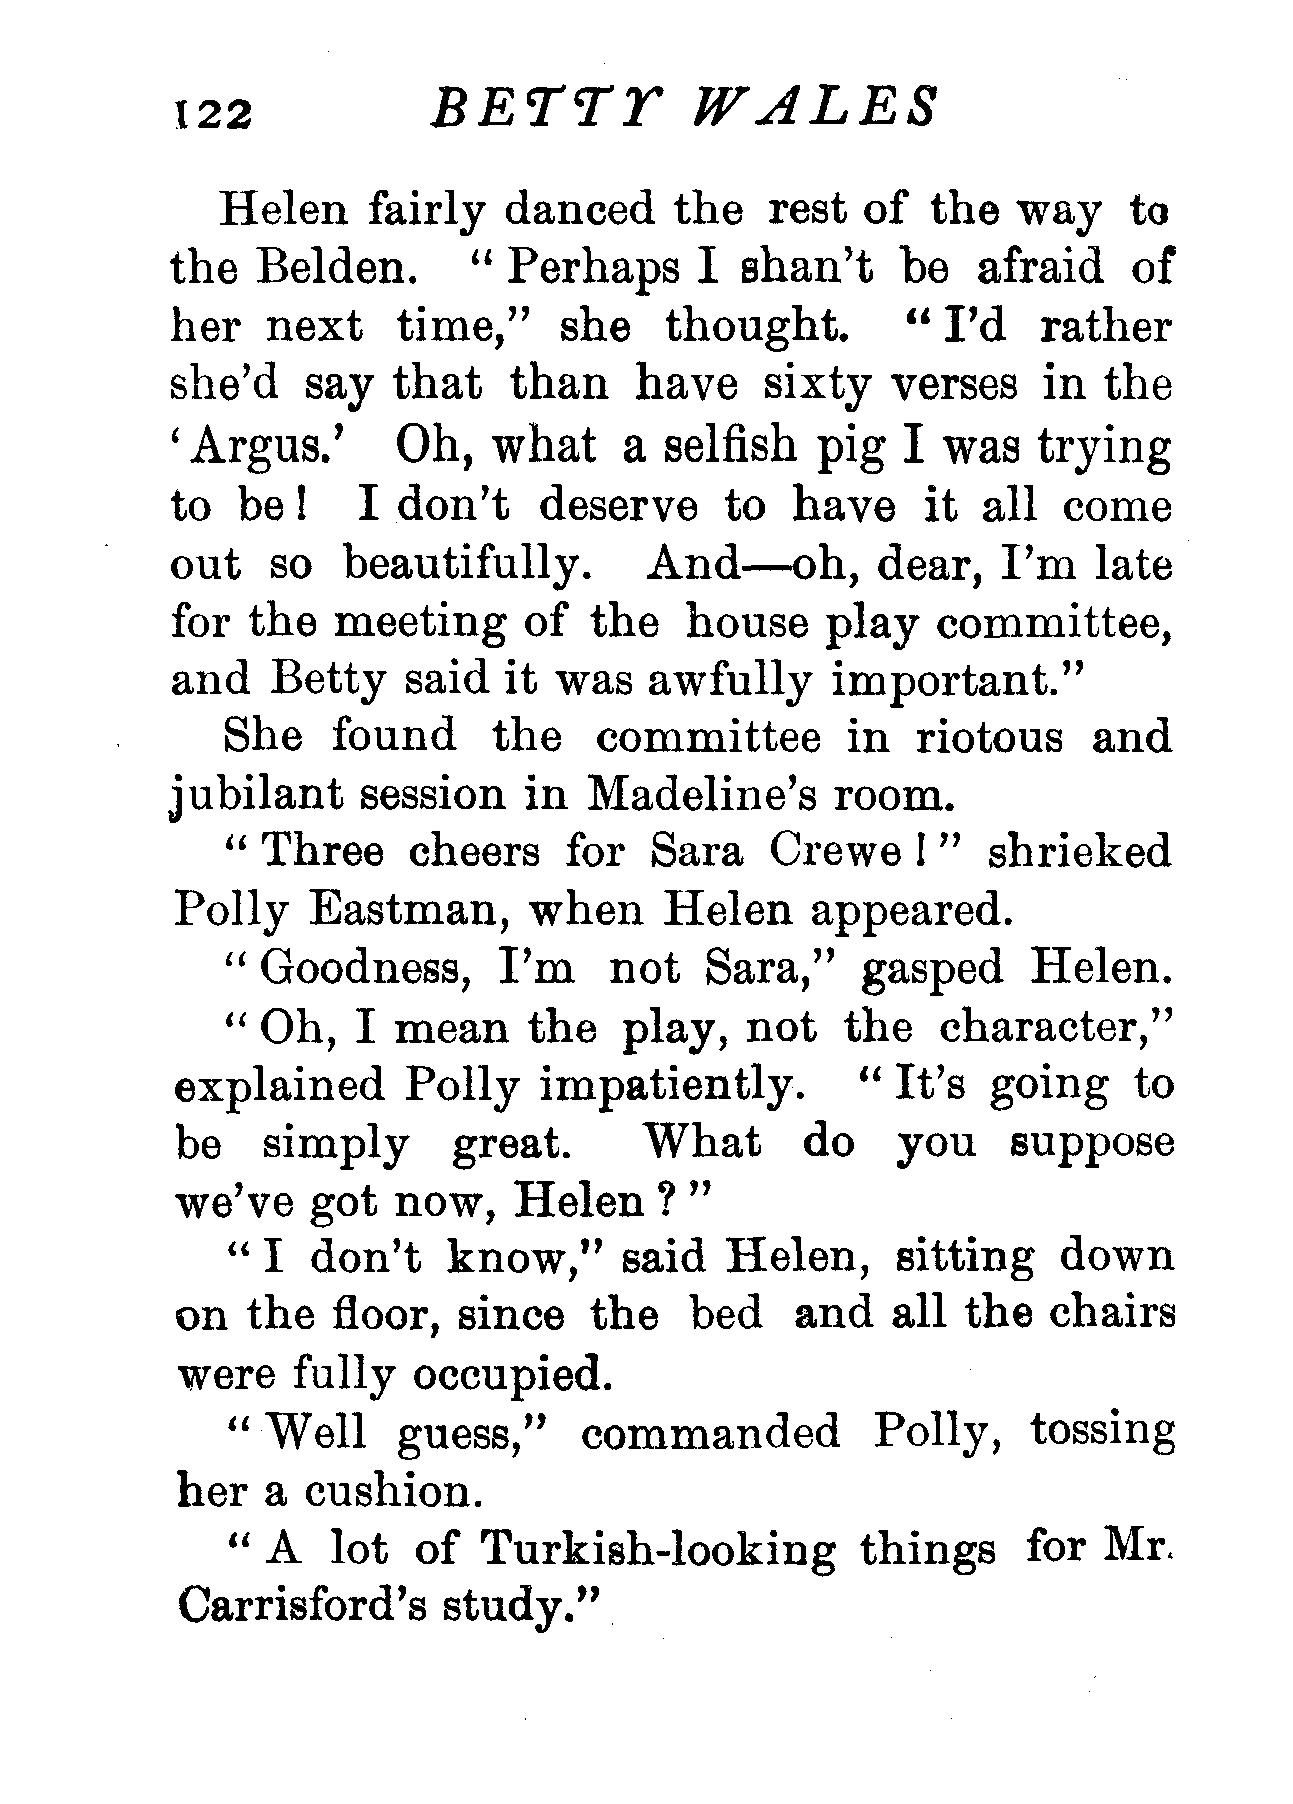 122 BETTY WALES
Helen fairly danced the rest of the way to
the Belden. “ Perhaps I shan’t be afraid of
her next time,” she thought. “ I’d rather
she’d say that than have sixty verses in the
‘ Argus.’ Oh, what a selfish pig I was trying
to be ! I don’t deserve to have it all come
out so beautifully. And—oh, dear, I’m late
for the meeting of the house play committee,
and Betty said it was awfully important.”
She found the committee in riotous and
jubilant session in Madeline’s room.
“ Three cheers for Sara Crewe ! ” shrieked
Polly Eastman, when Helen appeared.
“ Goodness, I’m not Sara,” gasped Helen.
“ Oh, I mean the play, not the character,”
explained Polly impatiently. “ It’s going to
be simply great. What do you suppose
we’ve got now, Helen ? ”
“ I don’t know,” said Helen, sitting down
on the floor, since the bed and all the chairs
were fully occupied.
“ Well guess,” commanded Polly, tossing
her a cushion.
“ A lot of Turkish-looking things for Mr.
Carrisford’s study.”